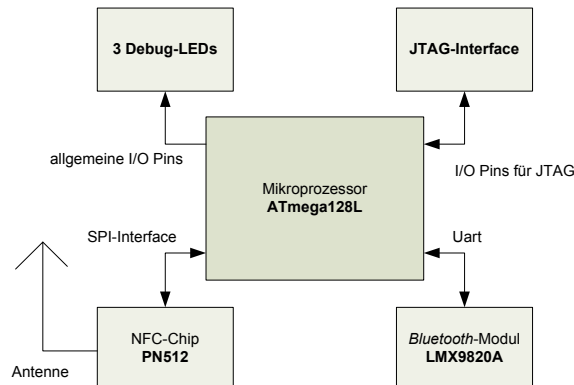 3 Debug-LEDs
JTAG-Interface
allgemeine I/O Pins
I/O Pins für JTAG
Mikroprozessor
ATmega128L
SPI-Interface
Uart
NFC-Chip
PN512
Bluetooth-Modul
LMX9820A
Antenne